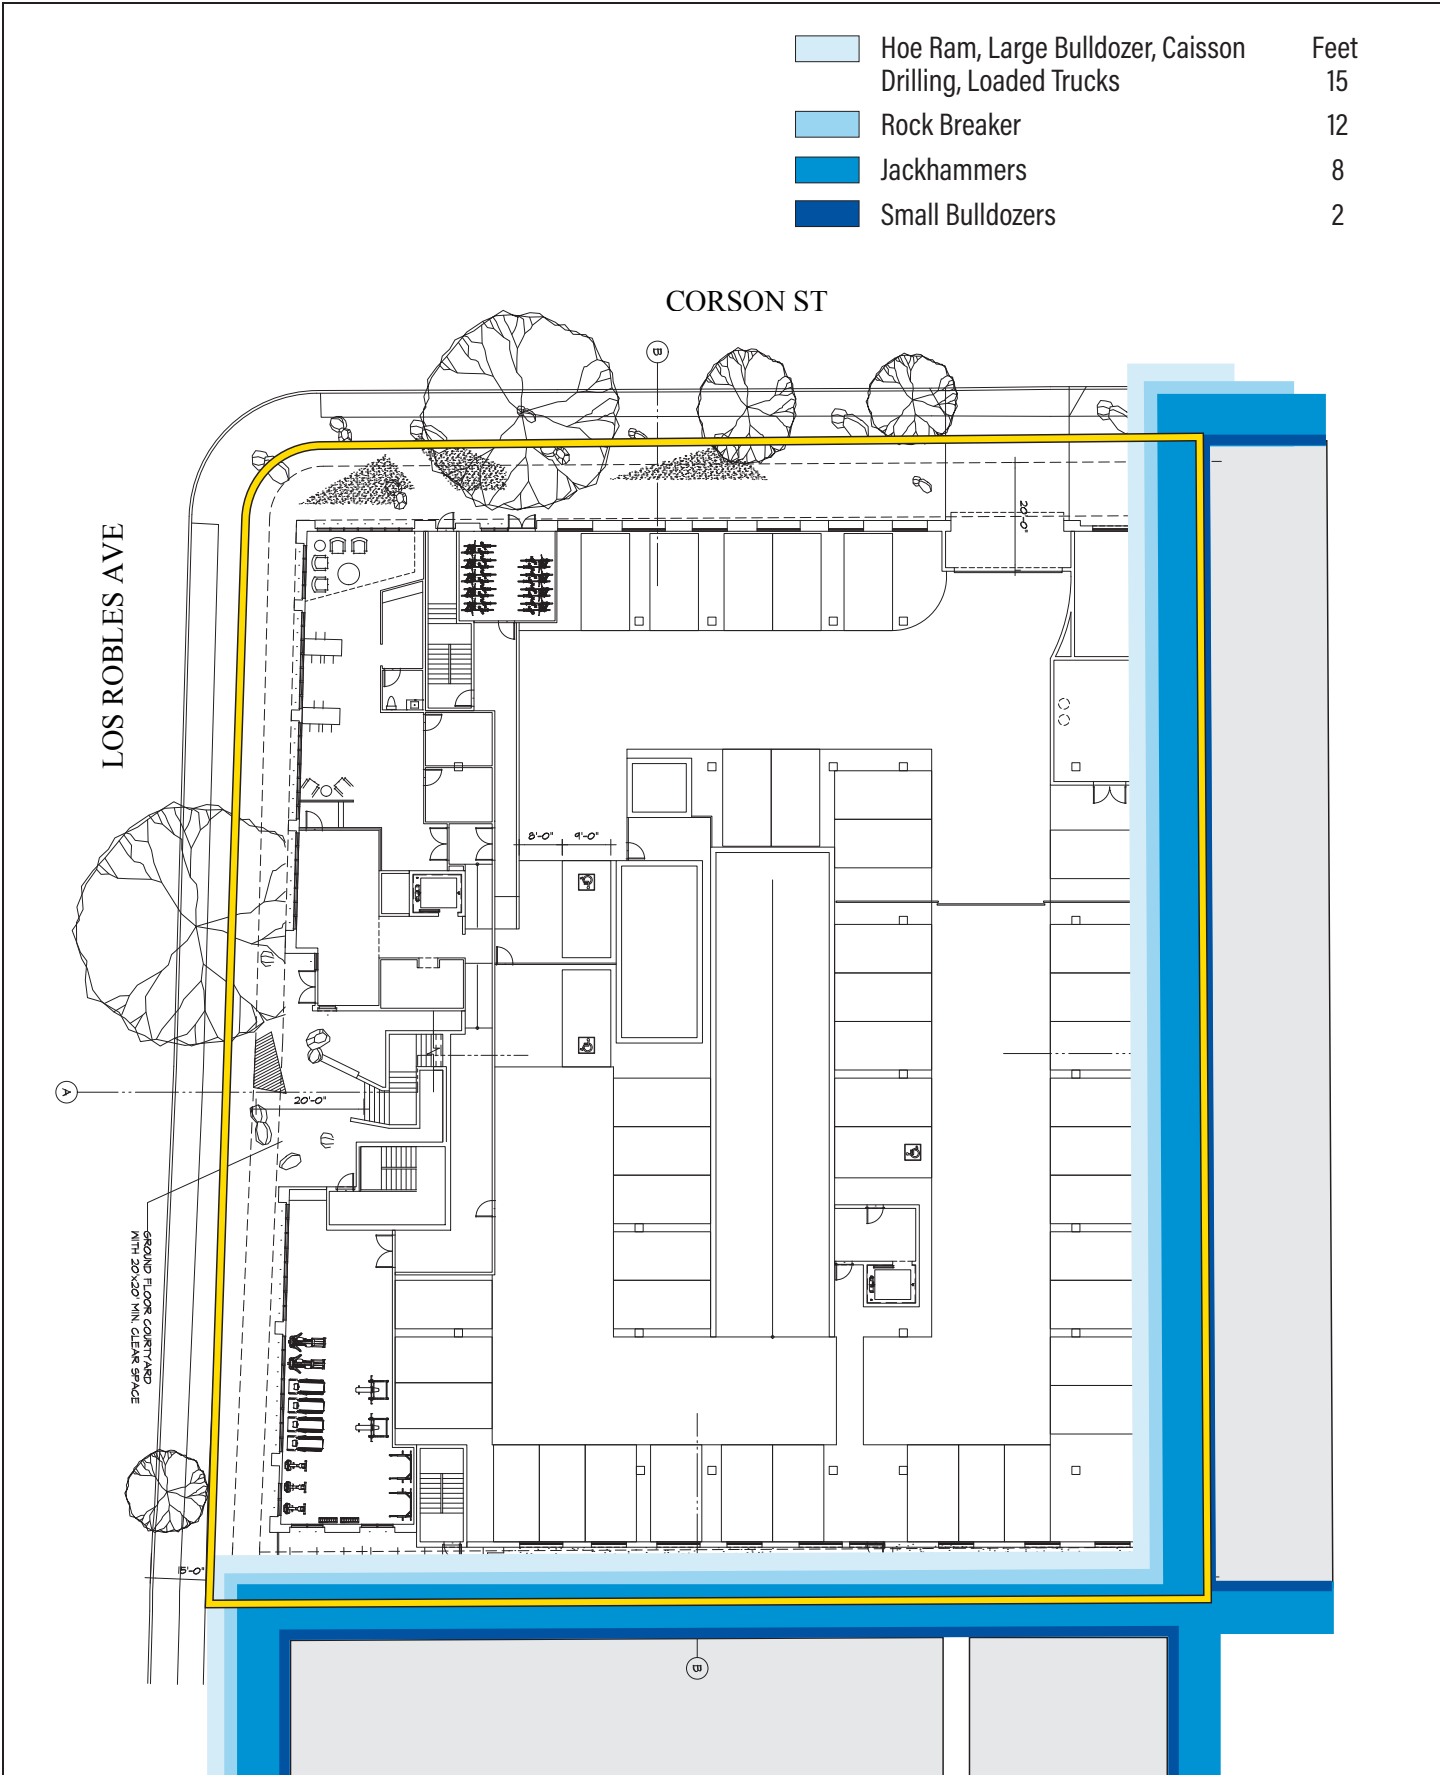 Hoe Ram, Large Bulldozer, Caisson Feet
Drilling, Loaded Trucks 15
Rock Breaker 12
Jackhammers 8
Small Bulldozers 2
CORSON ST
B
LOS ROBLES AVE
20'-0"
8'-0" 9'-0"
A
20'-0"
GROUND FLOOR COURTYARD
WITH 20'X20' MIN. CLEAR SPACE
15'-0"
B